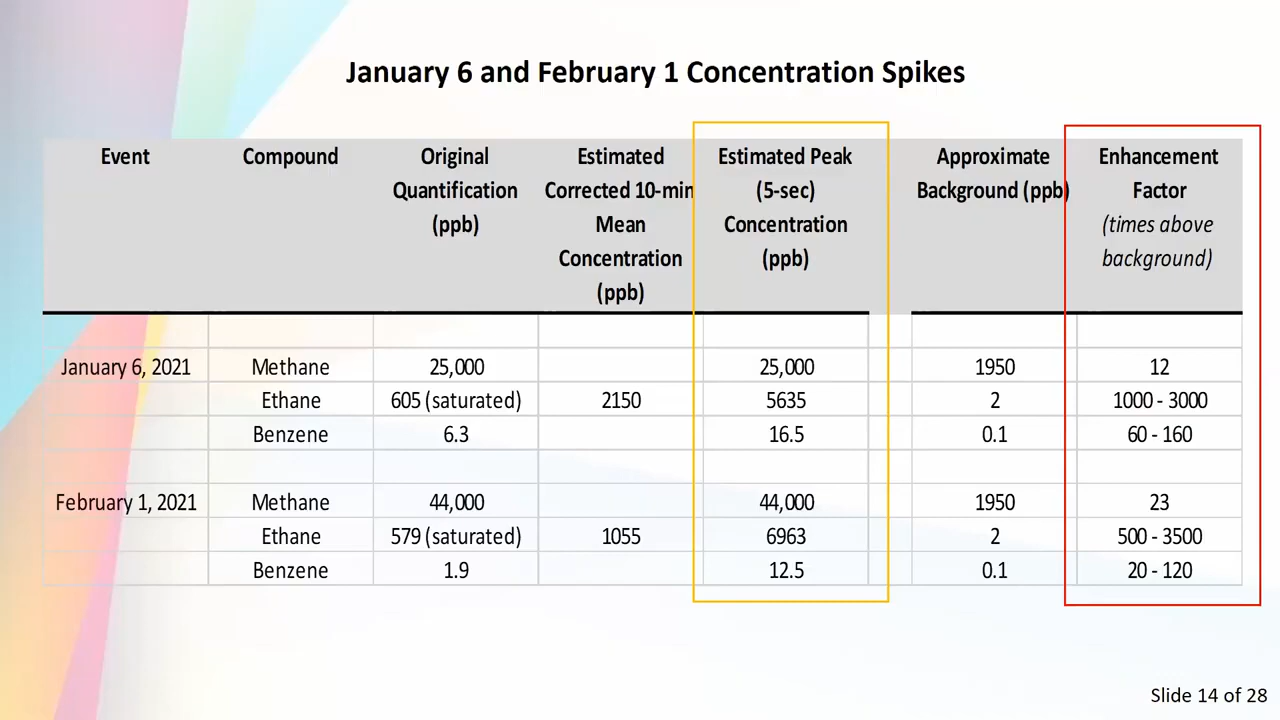 January 6 and February 1 Concentration Spikes
Event Compound Original Quantification (ppb) Estimated Corrected 10-min Mean Concentration (ppb) Estimated Peak (5-sec) Concentration (ppb) Approximate Background (ppb) Enhancement Factor (times above background)
January 6, 2021 Methane 25,000 25,000 1950 12
Ethane 605 (saturated) 2150 5635 2 1000 - 3000
Benzene 6.3 16.5 0.1 60 - 160
February 1, 2021 Methane 44,000 44,000 1950 23
Ethane 579 (saturated) 1055 6963 2 500 - 3500
Benzene 1.9 12.5 0.1 20 - 120
Slide 14 of 28